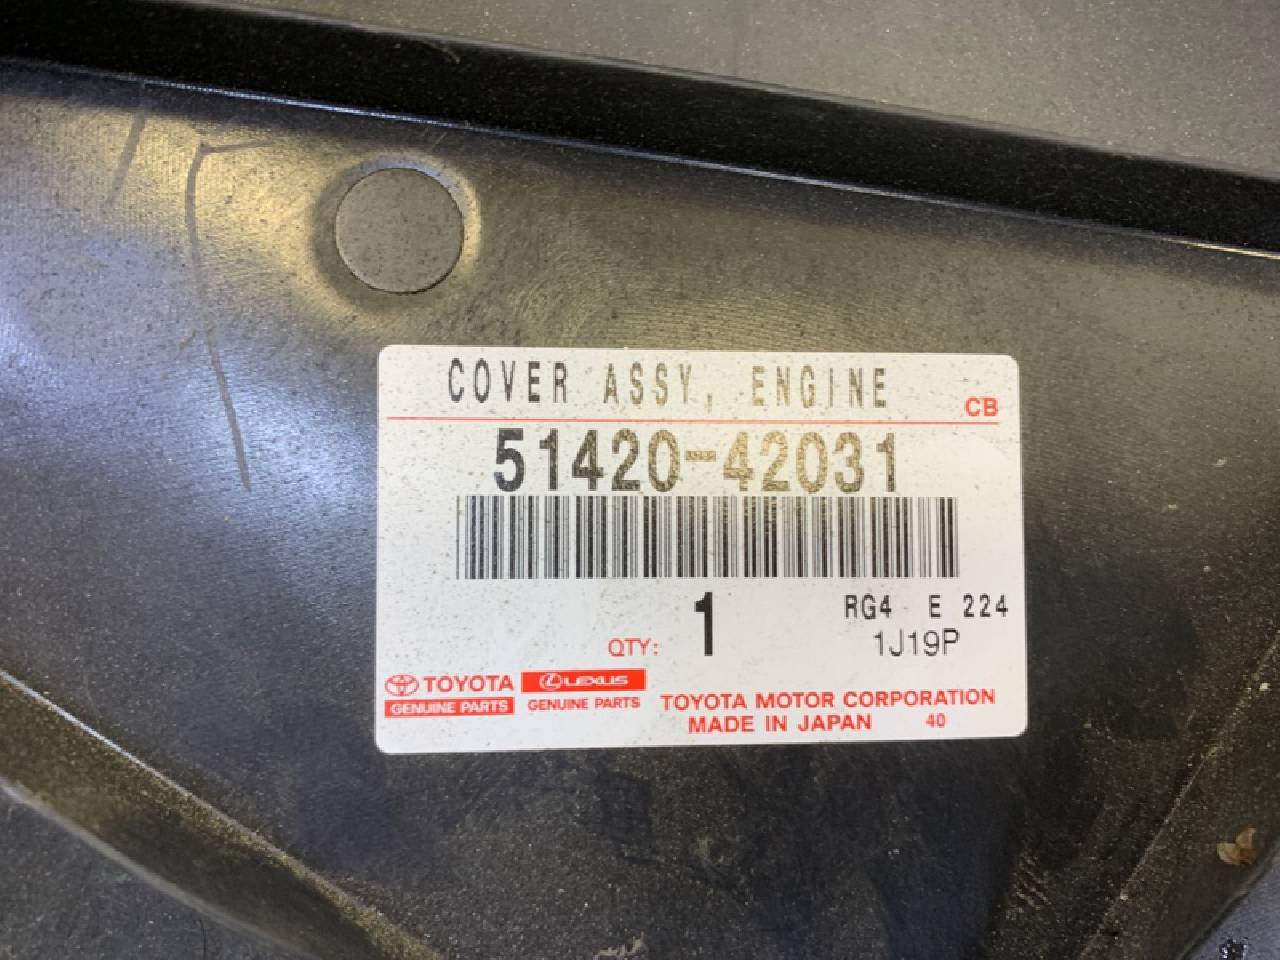 COVER ASSY, ENGINE
CB
51420-42031
QTY: 1
RG4 E 224
1J19P
TOYOTA
GENUINE PARTS
LEXUS
GENUINE PARTS
TOYOTA MOTOR CORPORATION
MADE IN JAPAN 40